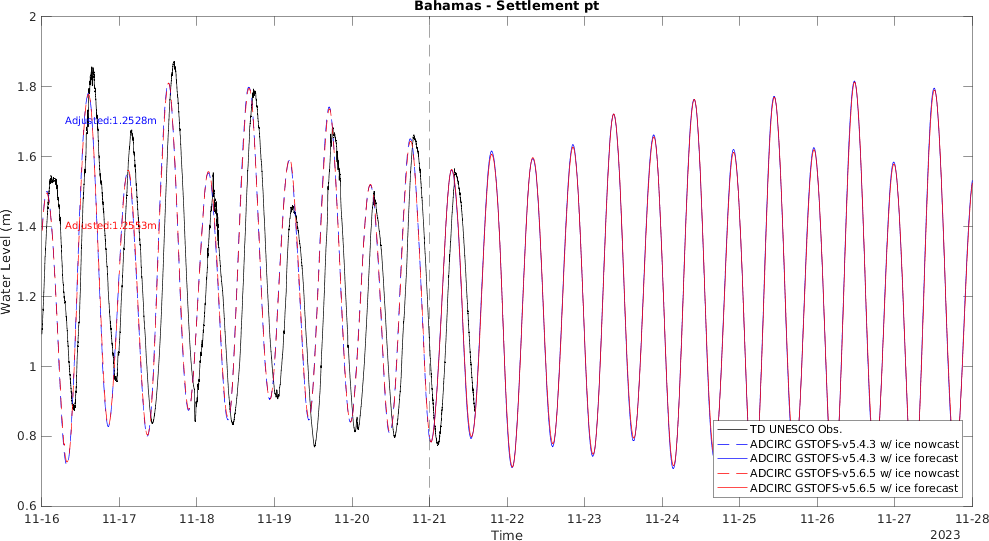 Bahamas - Settlement pt
2
1.8
1.6
1.4
1.2
1
0.8
0.6
Water Level (m)
Adjusted:1.2528m
Adjusted:1.2553m
TD UNESCO Obs.
ADCIRC GSTOFS-v5.4.3 w/ ice nowcast
ADCIRC GSTOFS-v5.4.3 w/ ice forecast
ADCIRC GSTOFS-v5.6.5 w/ ice nowcast
ADCIRC GSTOFS-v5.6.5 w/ ice forecast
11-16 11-17 11-18 11-19 11-20 11-21 11-22 11-23 11-24 11-25 11-26 11-27 11-28
Time
2023